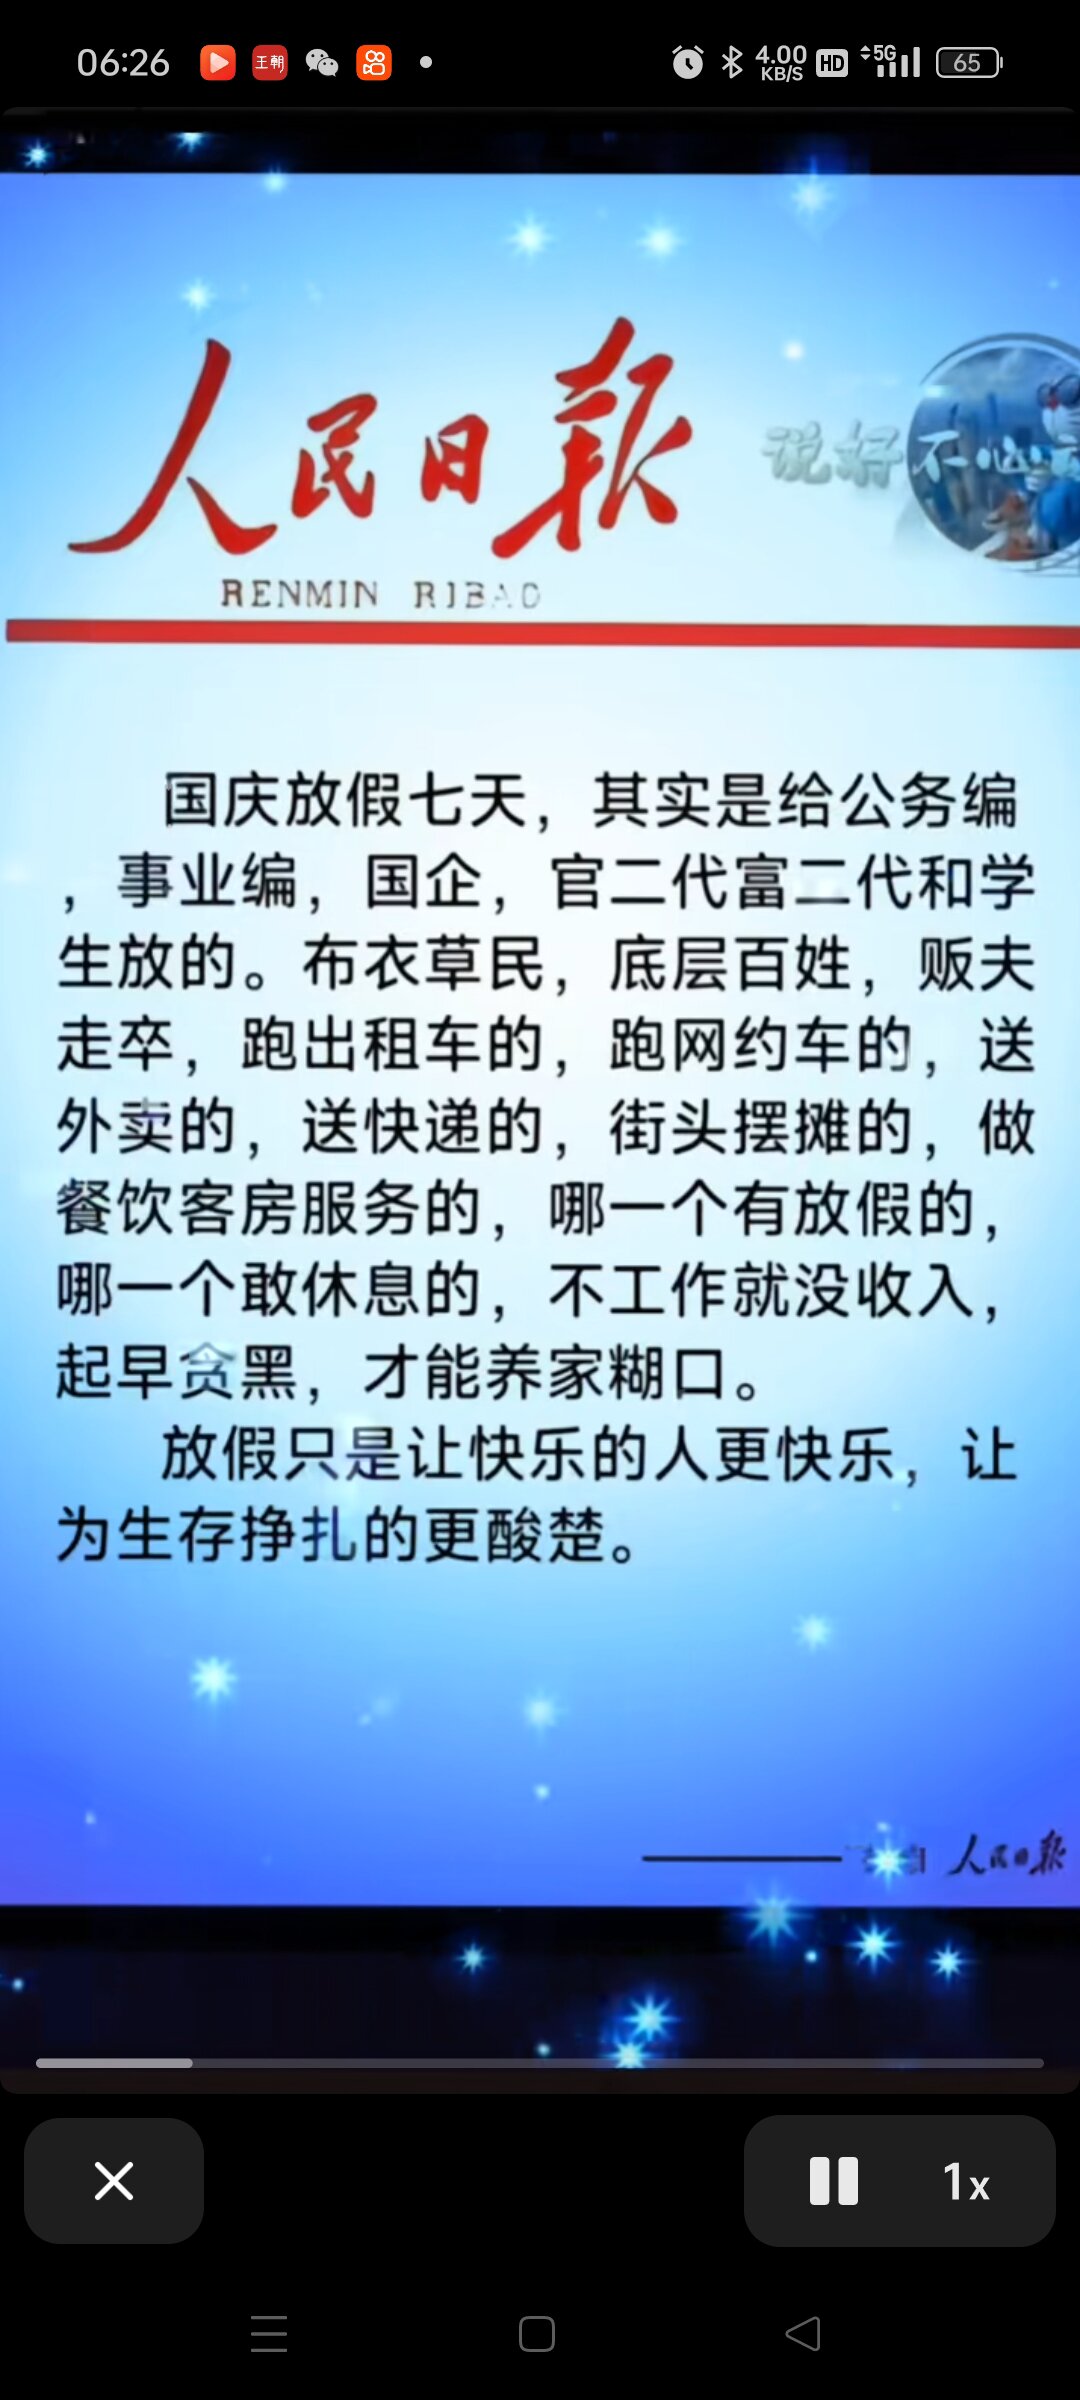 06:26
王朝
4.00
KB/S
HD
5G
65
人民日报
说好不心
RENMIN RIBAO
国庆放假七天，其实是给公务编
，事业编，国企，官二代富二代和学
生放的。布衣草民，底层百姓，贩夫
走卒，跑出租车的，跑网约车的，送
外卖的，送快递的，街头摆摊的，做
餐饮客房服务的，哪一个有放假的，
哪一个敢休息的，不工作就没收入，
起早贪黑，才能养家糊口。
放假只是让快乐的人更快乐，让
为生存挣扎的更酸楚。
人民日报
1x